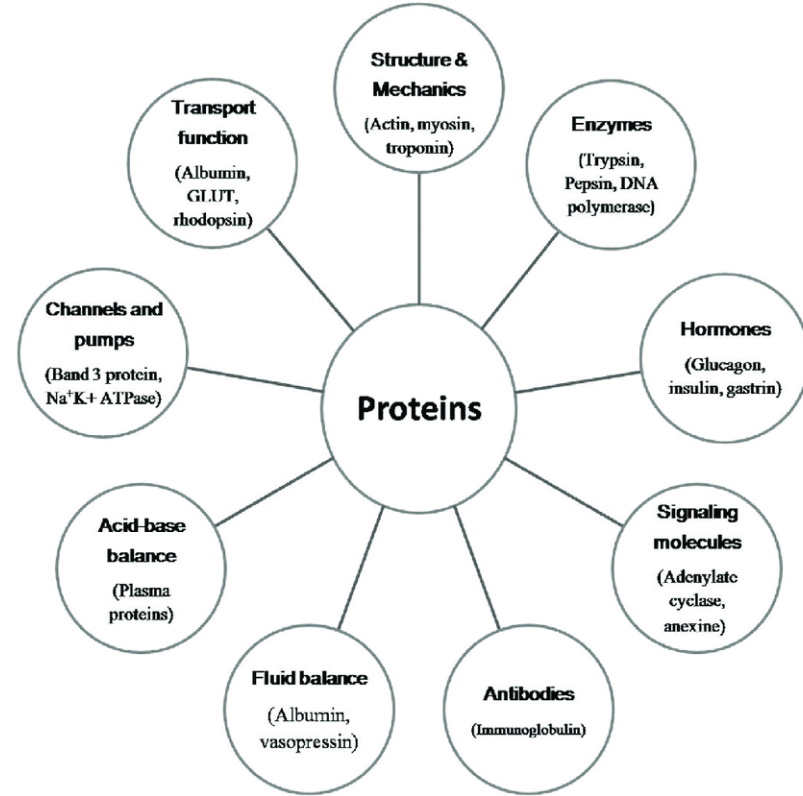 Structure &
Mechanics
(Actin, myosin,
troponin)
Enzymes
(Trypsin,
Pepsin, DNA
polymerase)
Hormones
(Glucagon,
insulin, gastrin)
Signaling
molecules
(Adenylate
cyclase,
anexine)
Antibodies
(Immunoglobulin)
Fluid balance
(Albumin,
vasopressin)
Acid-base
balance
(Plasma
proteins)
Channels and
pumps
(Band 3 protein,
Na⁺K+ ATPase)
Transport
function
(Albumin,
GLUT,
rhodopsin)
Proteins